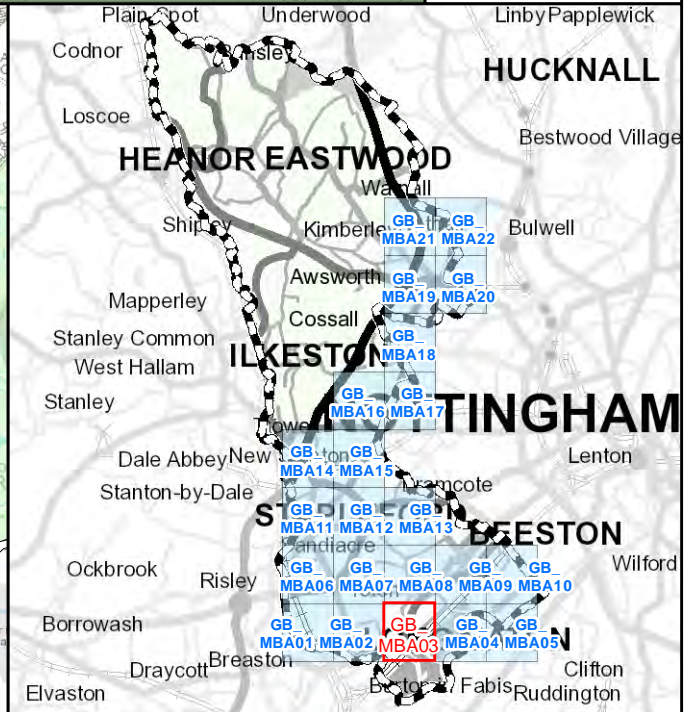 Plain Spot
Underwood
Linby Papplewick
Codnor
HUCKNALL
Loscoe
Bestwood Village
HEANOR EASTWOOD
Shipley
Kimberley
GB_ MBA21
GB_ MBA22
Bulwell
Awsworth
GB_ MBA19
GB_ MBA20
Mapperley
Cossall
Stanley Common
ILKESTON
GB_ MBA18
West Hallam
Stanley
GB_ MBA16
GB_ MBA17
TTINGHAM
Dale Abbey
New
GB_ MBA14
GB_ MBA15
Lenton
Stanton-by-Dale
GB_ MBA11
GB_ MBA12
GB_ MBA13
BEESTON
Ockbrook
Risley
GB_ MBA06
GB_ MBA07
GB_ MBA08
GB_ MBA09
GB_ MBA10
Wilford
Borrowash
GB_ MBA01
GB_ MBA02
GB_ MBA03
GB_ MBA04
GB_ MBA05
Draycott
Breaston
Clifton
Elvaston
Fabis
Ruddington